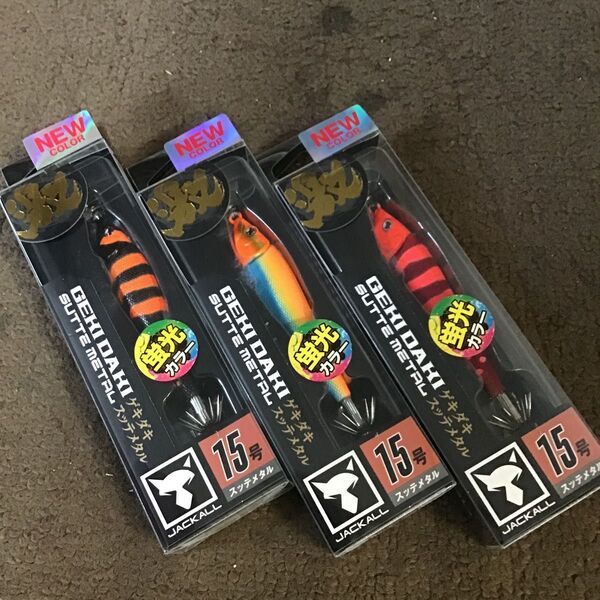 NEW
COLOR
GEKI DAKI
SUTTE METAL
ゲキダキ
スッテメタル
蛍光
カラー
15号
スッテメタル
JACKALL
NEW
COLOR
GEKI DAKI
SUTTE METAL
ゲキダキ
スッテメタル
蛍光
カラー
15号
スッテメタル
JACKALL
NEW
COLOR
GEKI DAKI
SUTTE METAL
ゲキダキ
スッテメタル
蛍光
カラー
15号
スッテメタル
JACKALL